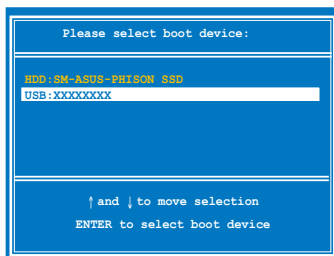 Please select boot device:
HDD:SM-ASUS-PHISON SSD
USB:XXXXXXXX
↑and ↓to move selection
ENTER to select boot device